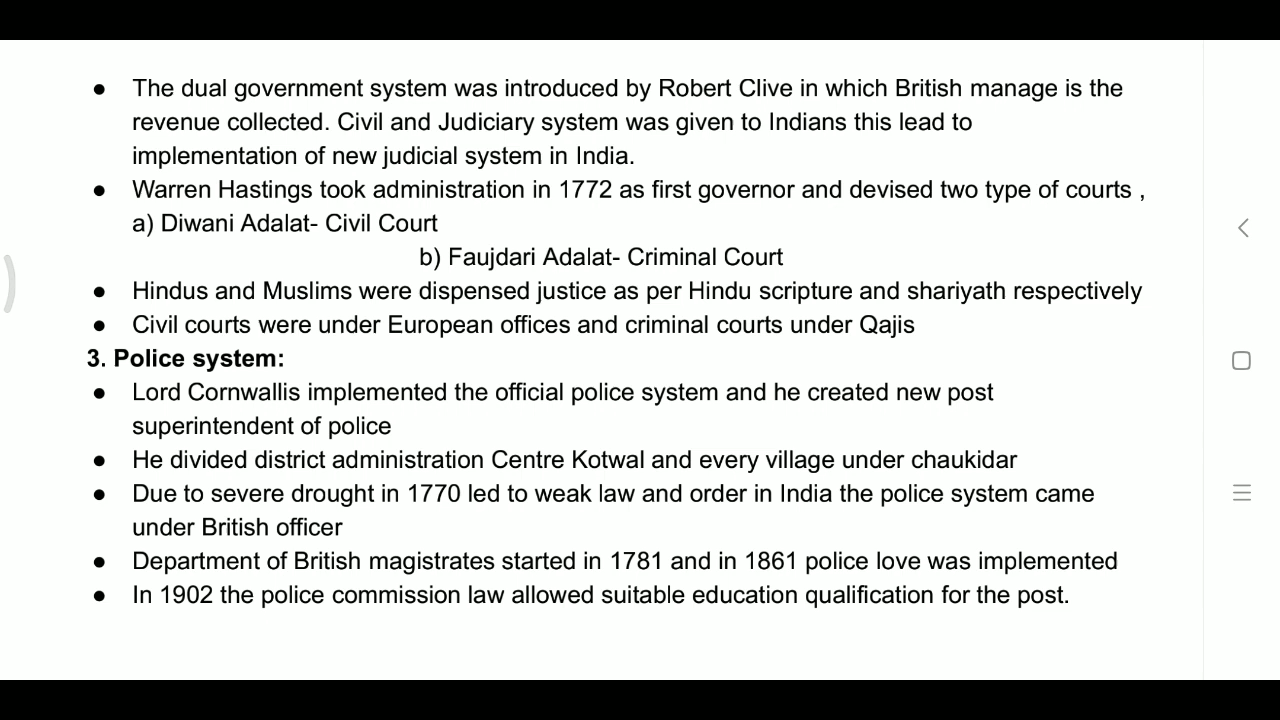 ● The dual government system was introduced by Robert Clive in which British manage is the
revenue collected. Civil and Judiciary system was given to Indians this lead to
implementation of new judicial system in India.
● Warren Hastings took administration in 1772 as first governor and devised two type of courts ,
a) Diwani Adalat- Civil Court
b) Faujdari Adalat- Criminal Court
● Hindus and Muslims were dispensed justice as per Hindu scripture and shariyath respectively
● Civil courts were under European offices and criminal courts under Qajis
3. Police system:
● Lord Cornwallis implemented the official police system and he created new post
superintendent of police
● He divided district administration Centre Kotwal and every village under chaukidar
● Due to severe drought in 1770 led to weak law and order in India the police system came
under British officer
● Department of British magistrates started in 1781 and in 1861 police love was implemented
● In 1902 the police commission law allowed suitable education qualification for the post.